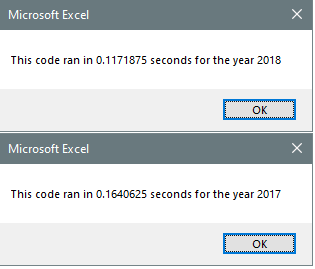 Microsoft Excel
This code ran in 0.1171875 seconds for the year 2018
OK
Microsoft Excel
This code ran in 0.1640625 seconds for the year 2017
OK